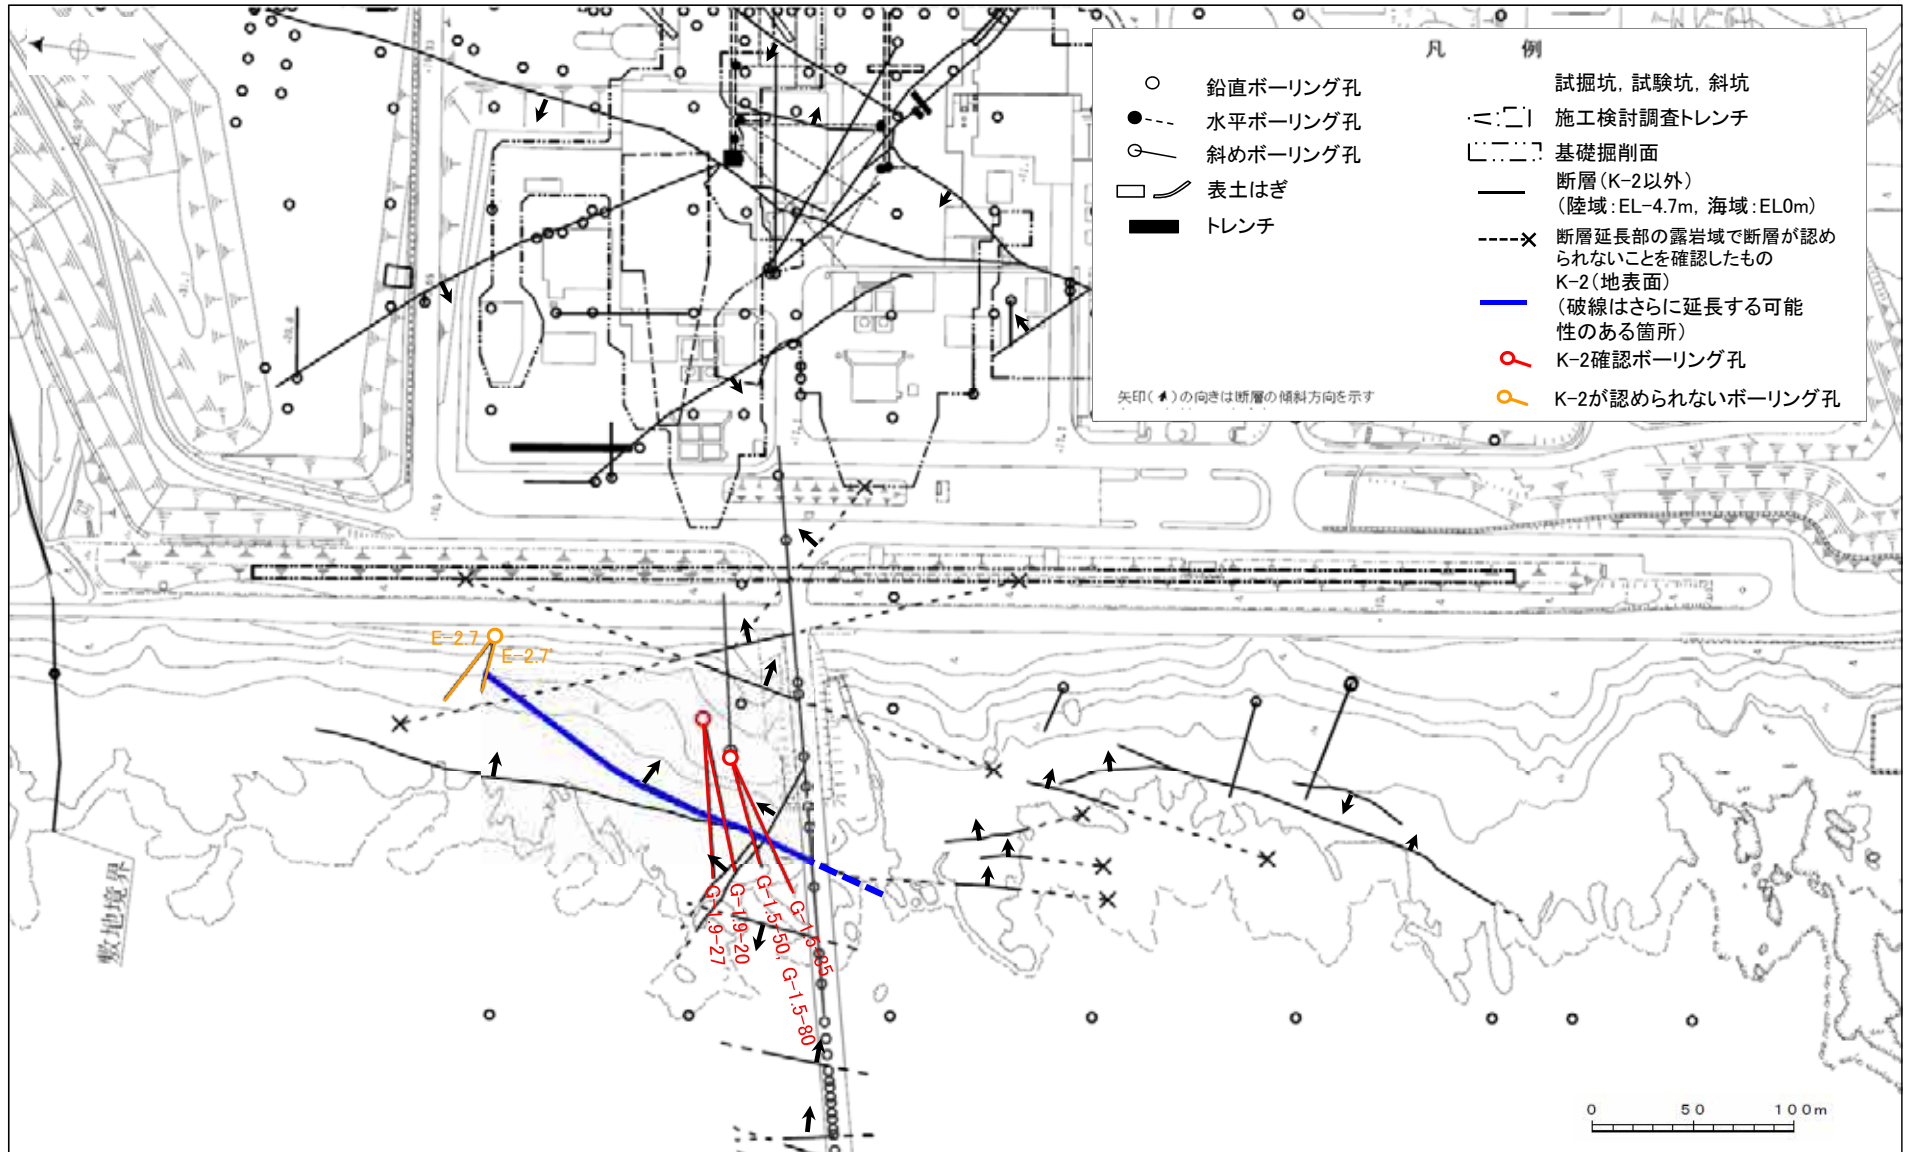 凡 例
鉛直ボーリング孔
水平ボーリング孔
斜めボーリング孔
表土はぎ
トレンチ
試掘坑, 試験坑, 斜坑
施工検討調査トレンチ
基礎掘削面
断層(K-2以外)
(陸域:EL-4.7m, 海域:EL0m)
断層延長部の露岩域で断層が認め
られないことを確認したもの
K-2(地表面)
(破線はさらに延長する可能
性のある箇所)
K-2確認ボーリング孔
K-2が認められないボーリング孔
矢印( )の向きは断層の傾斜方向を示す
E-2.7
E-2.7'
G-1.9-27
G-1.9-20
G-1.5-50, G-1.5-80
G-1.5-35
敷地境界
0 50 100m